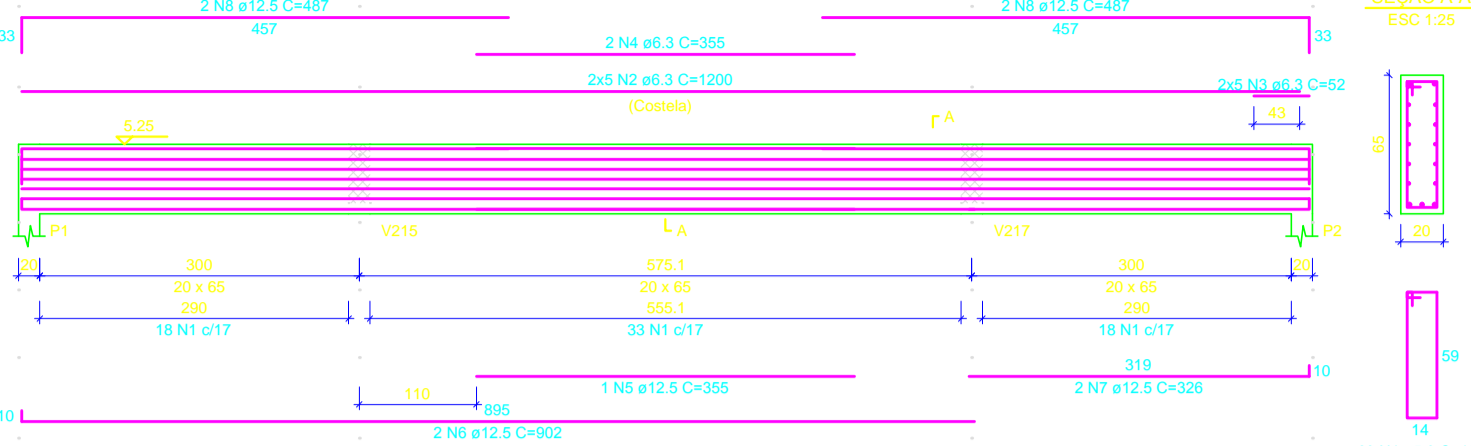 2 N8 ø12.5 C=487
2 N8 ø12.5 C=487
ESC 1:25
33
457
457
33
2 N4 ø6.3 C=355
2x5 N2 ø6.3 C=1200
2x5 N3 ø6.3 C=52
(Costela)
43
A
5.25
65
P1
V215
A
V217
P2
20
20
300
575.1
300
20
20 x 65
20 x 65
20 x 65
290
555.1
290
18 N1 c/17
33 N1 c/17
18 N1 c/17
59
319
10
1 N5 ø12.5 C=355
2 N7 ø12.5 C=326
110
895
10
2 N6 ø12.5 C=902
14